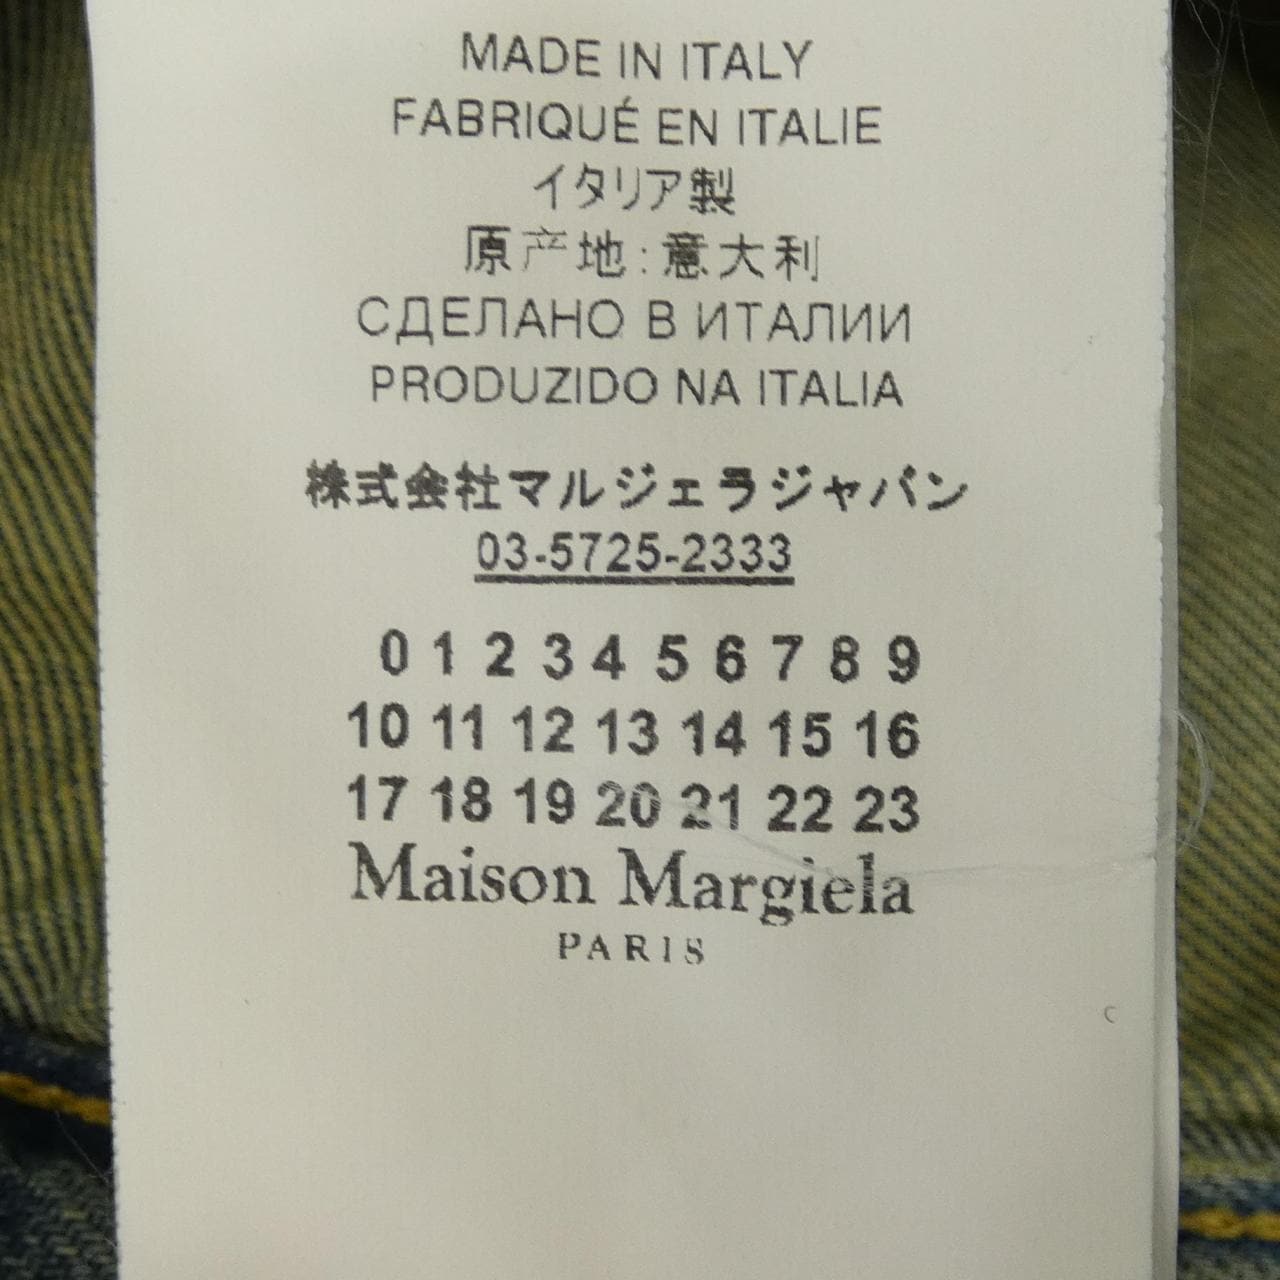 MADE IN ITALY
FABRIQUÉ EN ITALIE
イタリア製
原产地:意大利
СДЕЛАНО В ИТАЛИИ
PRODUZIDO NA ITALIA
株式会社マルジェラジャパン
03-5725-2333
0 1 2 3 4 5 6 7 8 9
10 11 12 13 14 15 16
17 18 19 20 21 22 23
Maison Margiela
PARIS